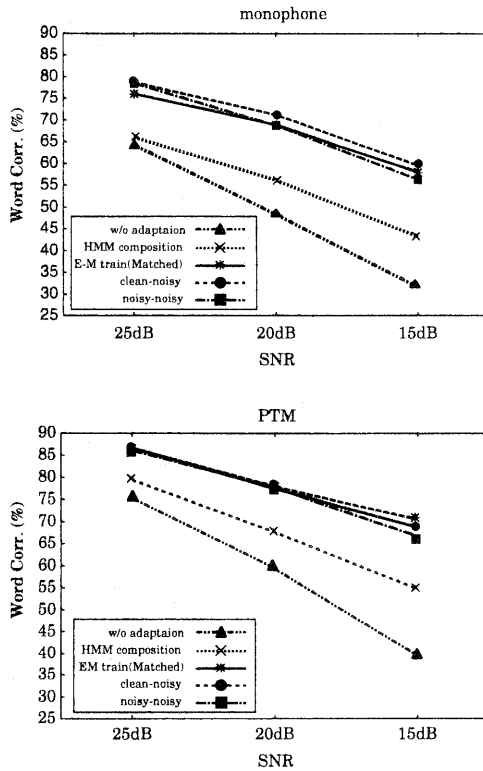 monophone
Word Corr. (%)
90
85
80
75
70
65
60
55
50
45
40
35
30
25
w/o adaptaion
HMM composition
E-M train(Matched)
clean-noisy
noisy-noisy
25dB 20dB 15dB
SNR
PTM
Word Corr. (%)
90
85
80
75
70
65
60
55
50
45
40
35
30
25
w/o adaptaion
HMM composition
EM train(Matched)
clean-noisy
noisy-noisy
25dB 20dB 15dB
SNR